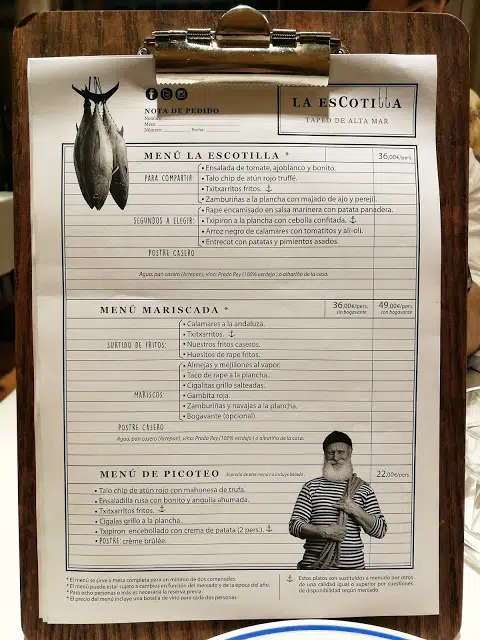 NOTA DE PEDIDO
Nombre:
Mesa:
Número: Fecha:
LA ESCOTILLA
TAPEO DE ALTA MAR
MENÚ LA ESCOTILLA * 36,00€/pers.
PARA COMPARTIR:
• Ensalada de tomate, ajoblanco y bonito.
• Talo chip de atún rojo truffé.
• Txitxarritos fritos. ⚓
• Zamburiñas a la plancha con majado de ajo y perejil.
SEGUNDOS A ELEGIR:
• Rape encamisado en salsa marinera con patata panadera.
• Txipiron a la plancha con cebolla confitada. ⚓
• Arroz negro de calamares con tomatitos y ali-oli.
• Entrecot con patatas y pimientos asados.
POSTRE CASERO
Agua, pan casero (Artepan), vino: Prado Rey (100% verdejo) o albariño de la casa.
MENÚ MARISCADA * 36,00€/pers. sin bogavante 49,00€/pers. con bogavante
SURTIDO DE FRITOS:
• Calamares a la andaluza.
• Txitxarritos. ⚓
• Nuestros fritos caseros.
• Huesitos de rape fritos.
MARISCOS:
• Almejas y mejillones al vapor.
• Taco de rape a la plancha.
• Cigalitas grillo salteadas.
• Gambita roja.
• Zamburiñas y navajas a la plancha.
• Bogavante (opcional).
POSTRE CASERO
Agua, pan casero (Artepan), vino: Prado Rey (100% verdejo) o albariño de la casa.
MENÚ DE PICOTEO El precio de este menú no incluye bebida 22,00€/pers.
• Talo chip de atún rojo con mahonesa de trufa.
• Ensaladilla rusa con bonito y anguila ahumada.
• Txitxarritos fritos. ⚓
• Cigalas grillo a la plancha.
• Txipiron encebollado con crema de patata (2 pers.). ⚓
• POSTRE: crème brûlée.
* El menú se sirve a mesa completa para un mínimo de dos comensales.
* El menú puede estar sujeto a cambios en función del mercado y de la época del año.
* Para ocho personas o más es necesaria la reserva previa.
* El precio del menú incluye una botella de vino para cada dos personas.
⚓ Estos platos son sustituidos a menudo por otros
de una calidad igual o superior por cuestiones
de disponibilidad según mercado.